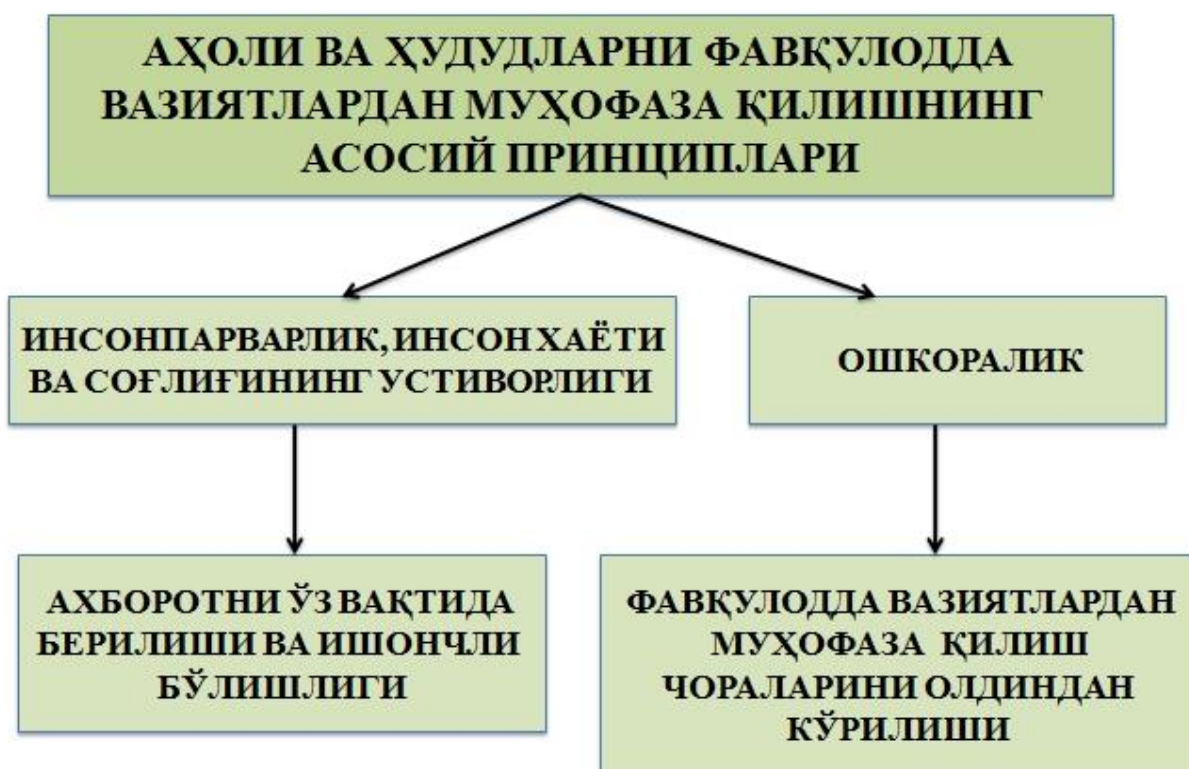 АҲОЛИ ВА ҲУДУДЛАРНИ ФАВҚУЛОДДА
ВАЗИЯТЛАРДАН МУҲОФАЗА ҚИЛИШНИНГ
АСОСИЙ ПРИНЦИПЛАРИ
ИНСОНПАРВАРЛИК, ИНСОН ХАЁТИ
ВА СОҒЛИҒИНИНГ УСТИВОРЛИГИ
ОШКОРАЛИК
АХБОРОТНИ ЎЗ ВАҚТИДА
БЕРИЛИШИ ВА ИШОНЧЛИ
БЎЛИШЛИГИ
ФАВҚУЛОДДА ВАЗИЯТЛАРДАН
МУҲОФАЗА ҚИЛИШ
ЧОРАЛАРИНИ ОЛДИНДАН
КЎРИЛИШИ